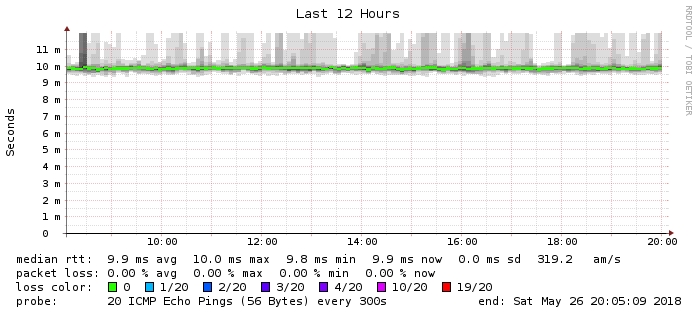 Last 12 Hours
RRDTOOL / TOBI OETIKER
Seconds
11 m
10 m
9 m
8 m
7 m
6 m
5 m
4 m
3 m
2 m
1 m
0
10:00 12:00 14:00 16:00 18:00 20:00
median rtt: 9.9 ms avg 10.0 ms max 9.8 ms min 9.9 ms now 0.0 ms sd 319.2 am/s
packet loss: 0.00 % avg 0.00 % max 0.00 % min 0.00 % now
loss color: 0 1/20 2/20 3/20 4/20 10/20 19/20
probe: 20 ICMP Echo Pings (56 Bytes) every 300s end: Sat May 26 20:05:09 2018